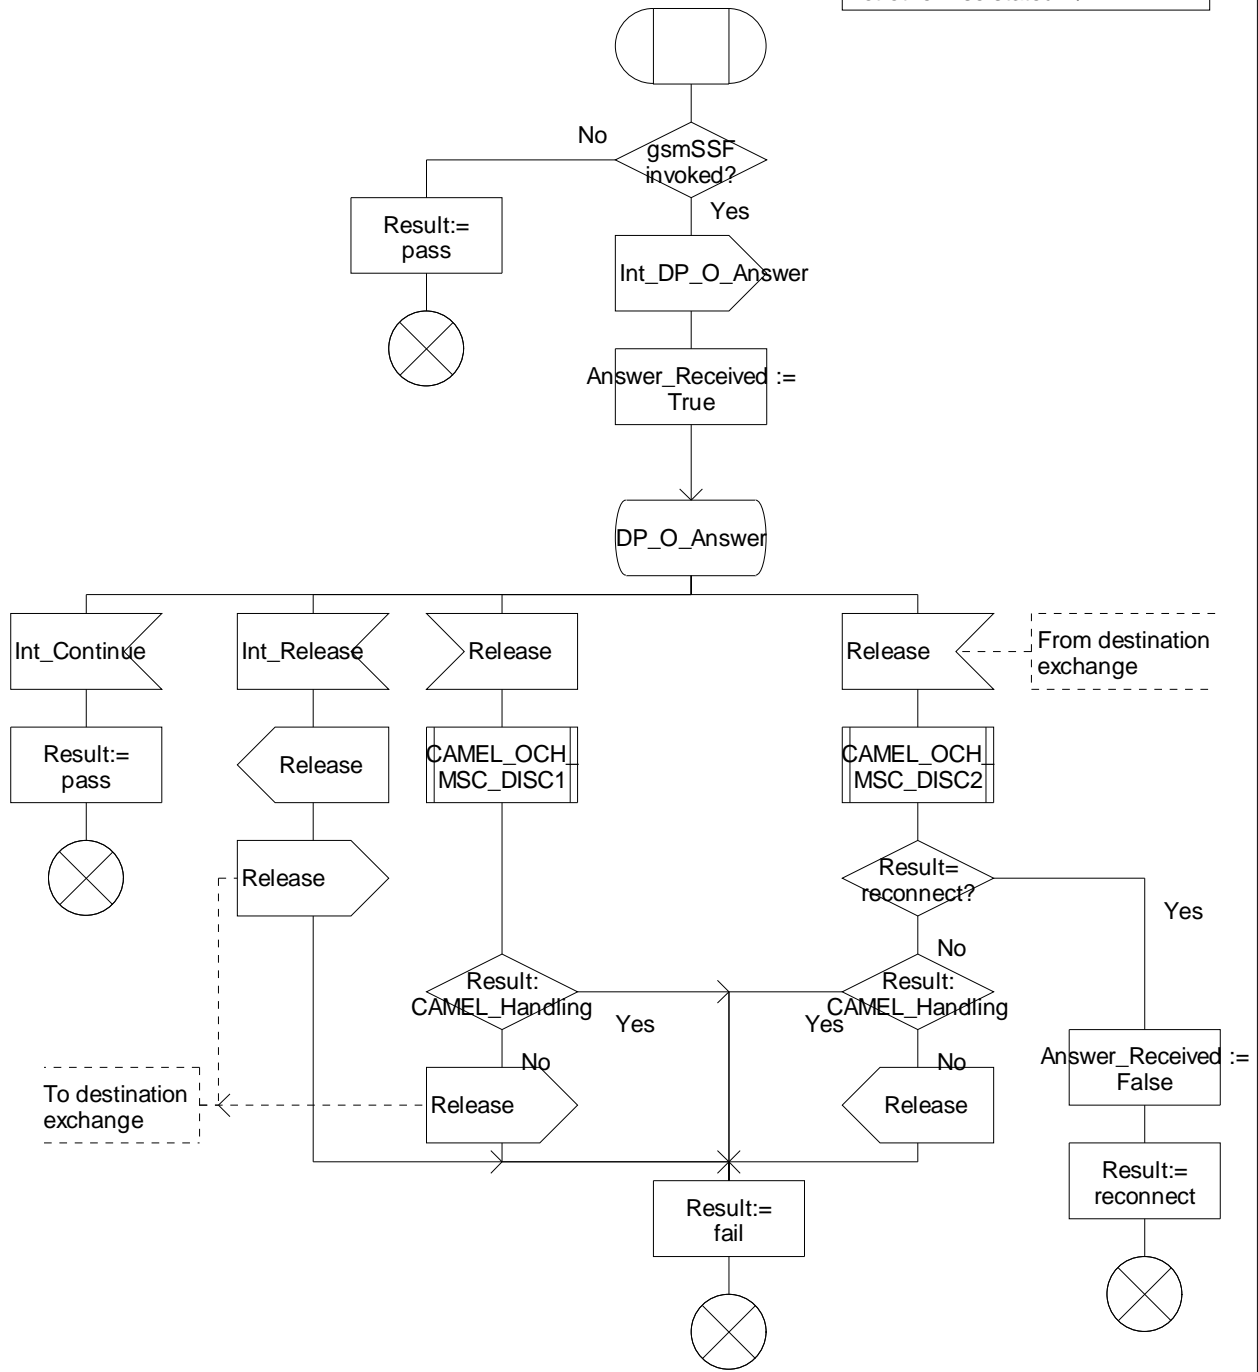 No
gsmSSF
invoked?
Yes
Result:=
pass
Int_DP_O_Answer
Answer_Received :=
True
DP_O_Answer
Int_Continue
Int_Release
Release
Release
From destination
exchange
Result:=
pass
Release
CAMEL_OCH_
MSC_DISC1
CAMEL_OCH_
MSC_DISC2
Release
Result=
reconnect?
Yes
No
Result:
CAMEL_Handling
Yes
Result:
CAMEL_Handling
Yes
No
No
Answer_Received :=
False
To destination
exchange
Release
Release
Result:=
reconnect
Result:=
fail